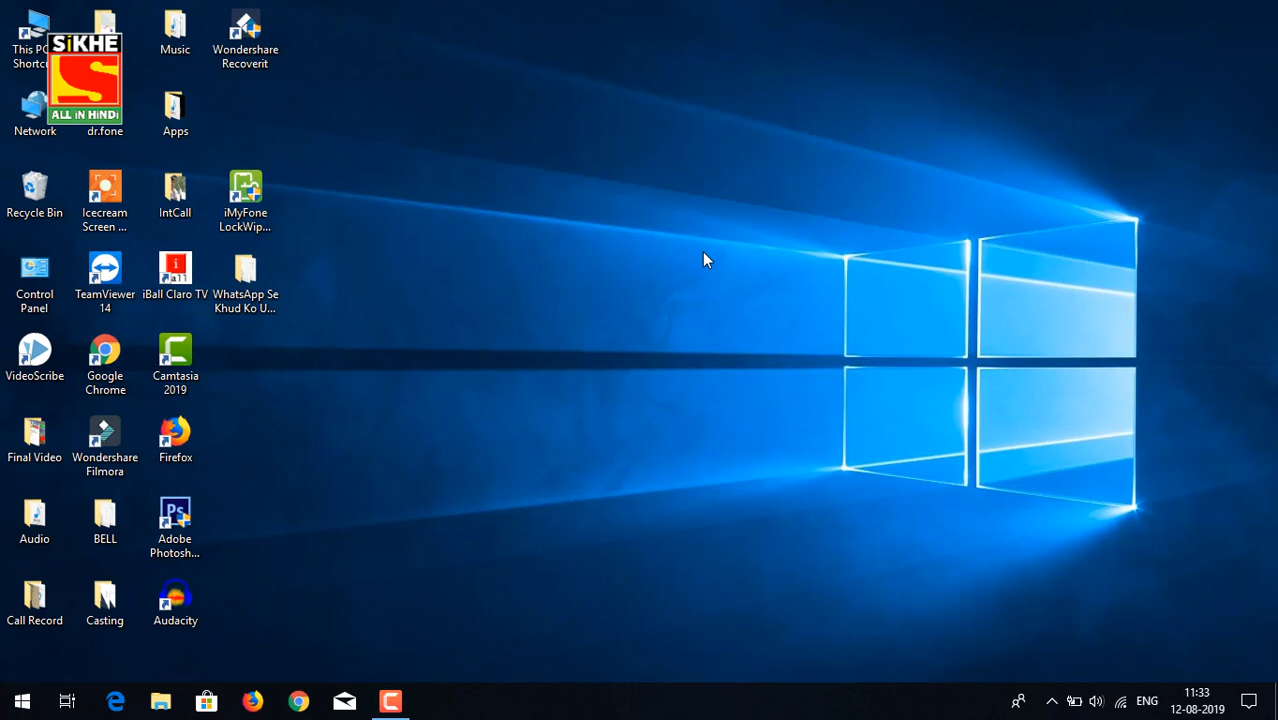 This PC
Shortcu
SiKHE
S
ALL iN HiNDi
Music
Wondershare
Recoverit
Network
dr.fone
Apps
Recycle Bin
Icecream
Screen ...
IntCall
iMyFone
LockWip...
Control
Panel
TeamViewer
14
iBall Claro TV
WhatsApp Se
Khud Ko U...
VideoScribe
Google
Chrome
Camtasia
2019
Final Video
Wondershare
Filmora
Firefox
Audio
BELL
Ps
Adobe
Photosh...
Call Record
Casting
Audacity
ENG
11:33
12-08-2019